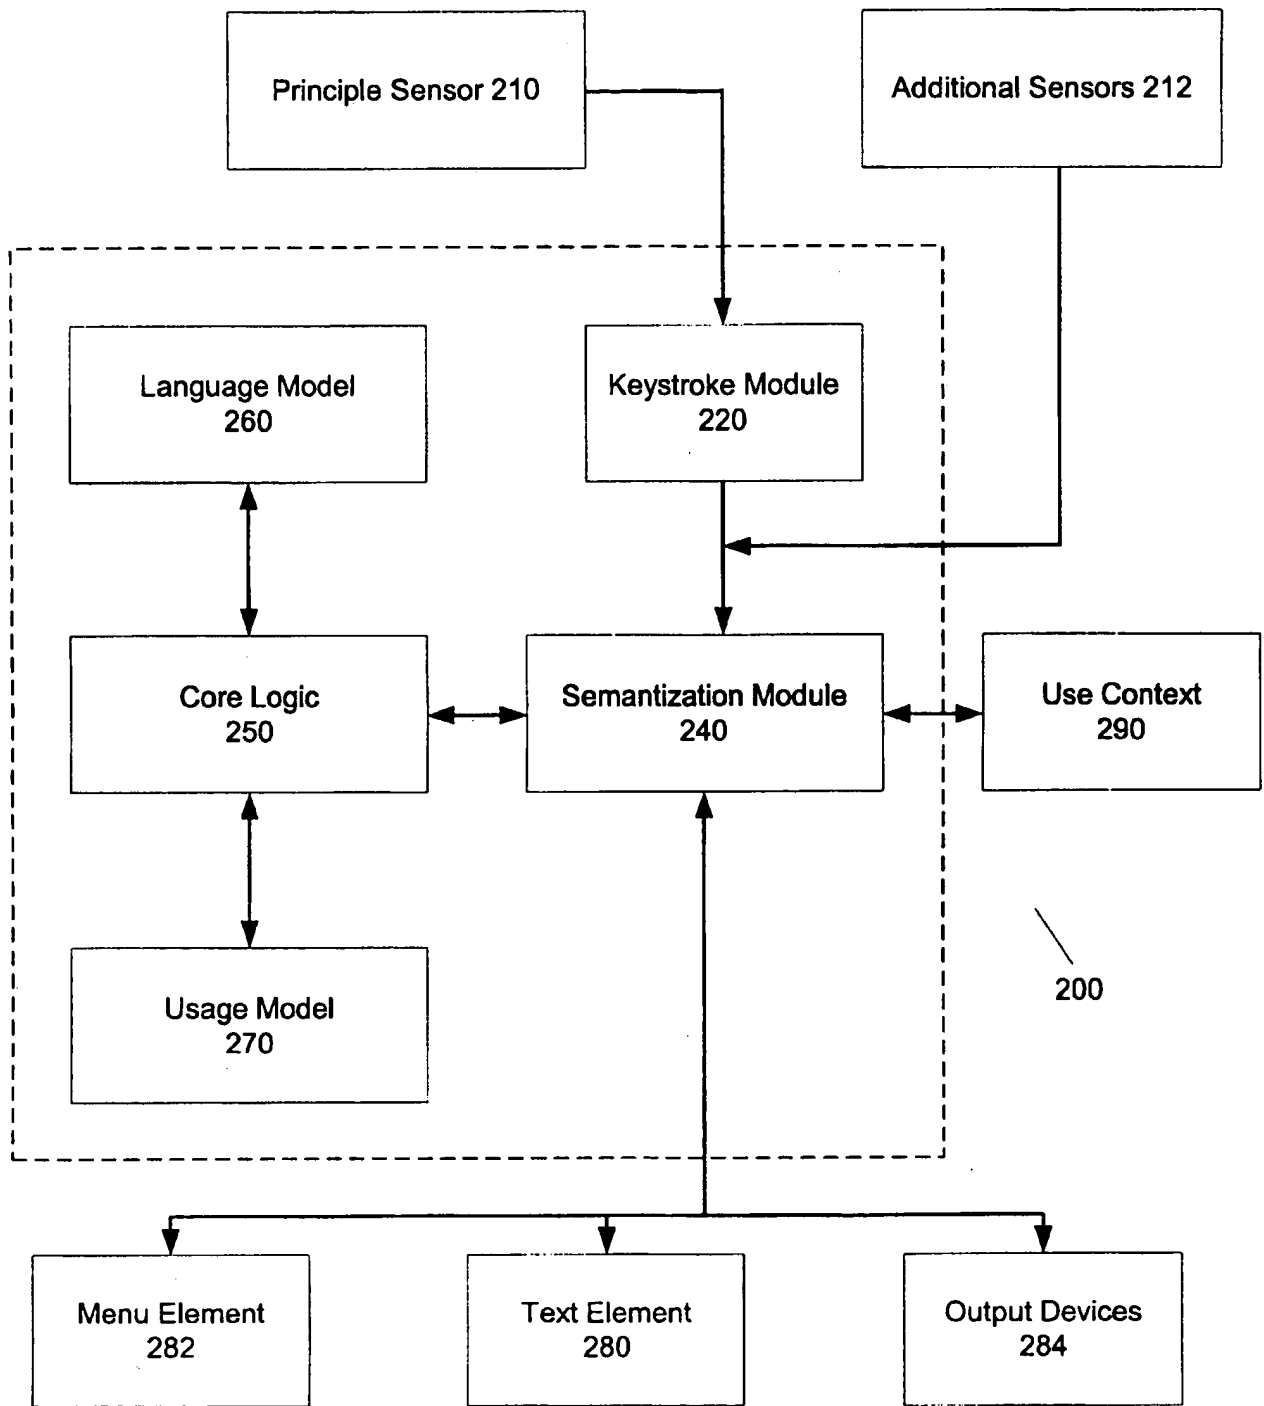 Principle Sensor 210
Additional Sensors 212
Language Model
260
Keystroke Module
220
Core Logic
250
Semantization Module
240
Use Context
290
Usage Model
270
200
Menu Element
282
Text Element
280
Output Devices
284